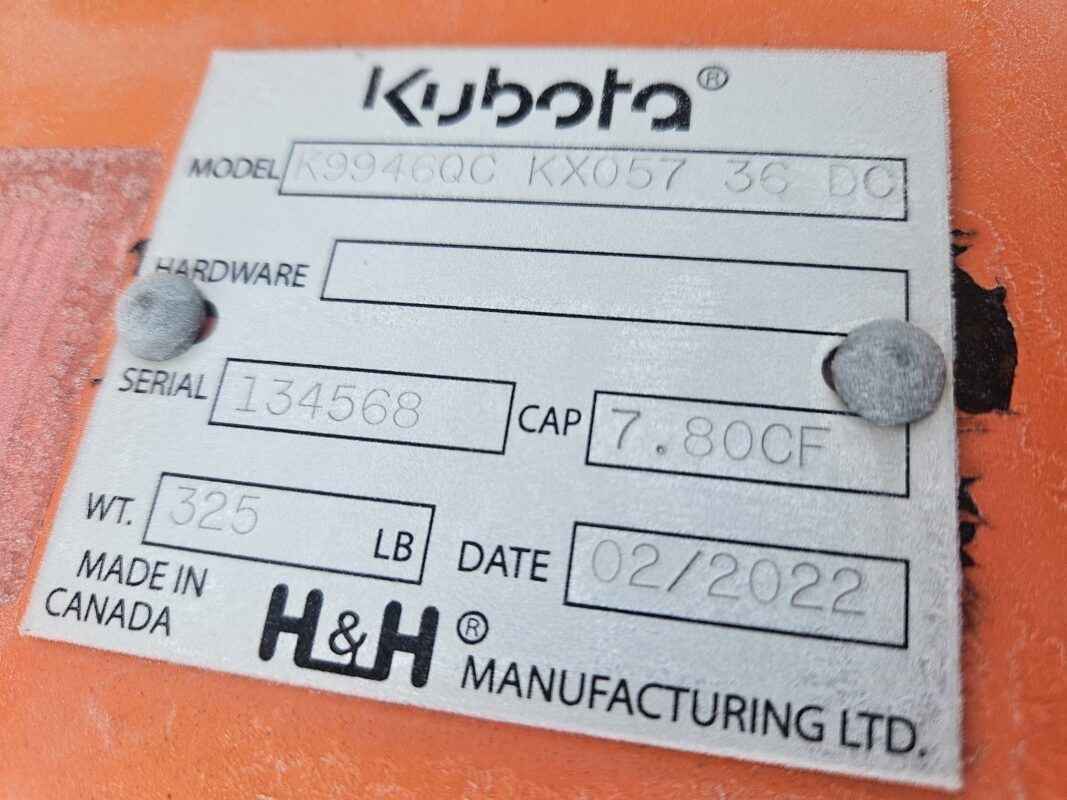 Kubota®
MODEL K9946QC KX057 36 DC
HARDWARE
SERIAL 134568 CAP 7.80CF
WT. 325 LB DATE 02/2022
MADE IN
CANADA
H&H® MANUFACTURING LTD.